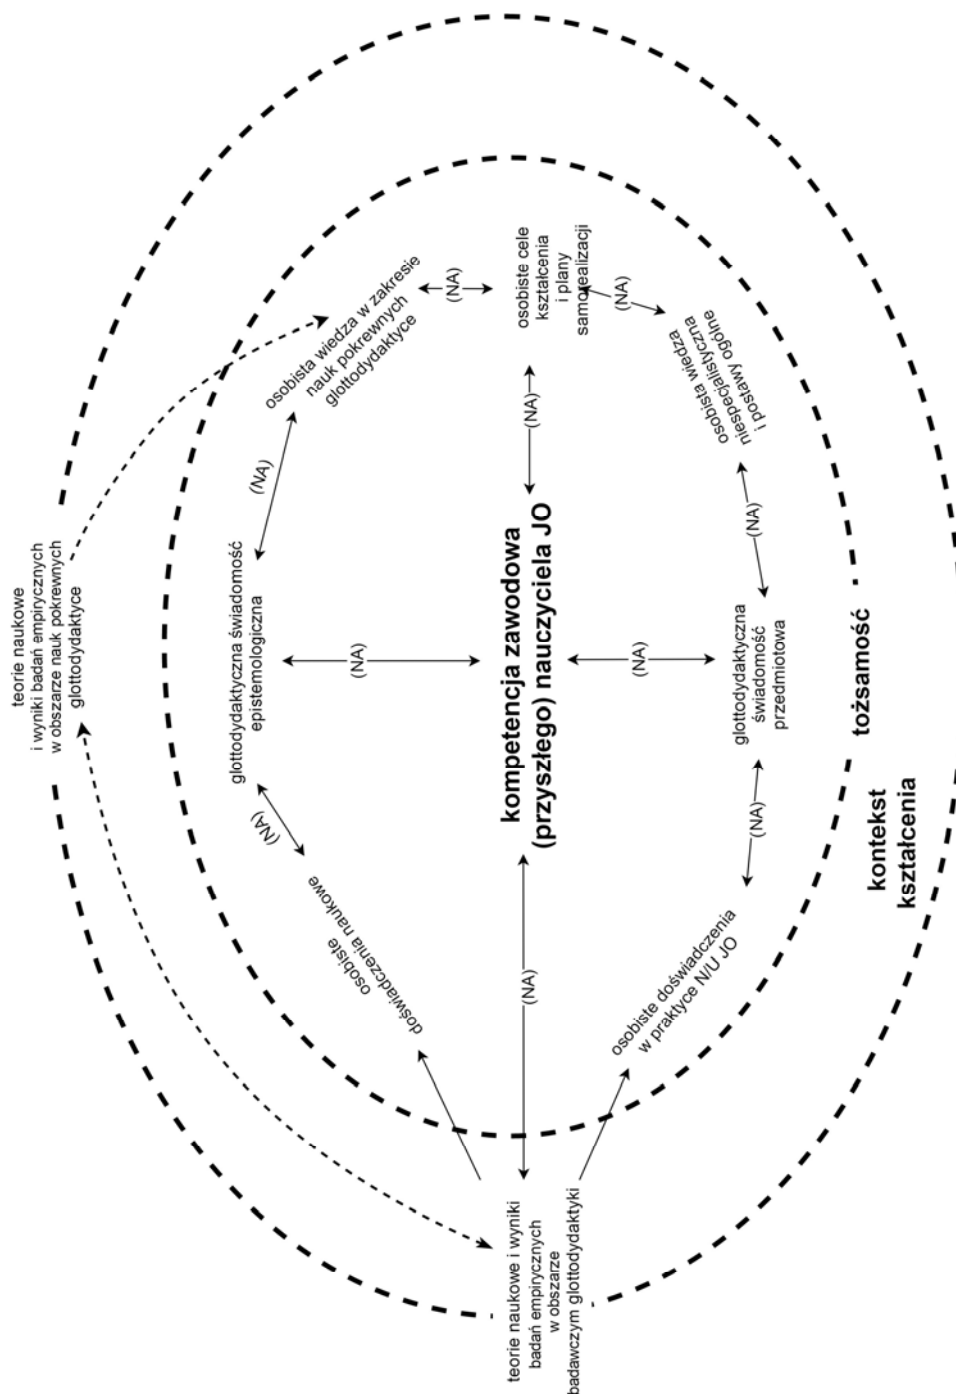 teorie naukowe
i wyniki badań empirycznych
w obszarze nauk pokrewnych
glottodydaktyce
glottodydaktyczna świadomość
epistemologiczna
(NA)
osobista wiedza w zakresie
nauk pokrewnych
glottodydaktyce
(NA)
osobiste cele
kształcenia
i plany
samorealizacji
(NA)
osobista wiedza
niespecjalistyczna
i postawy ogólne
(NA)
glottodydaktyczna
świadomość
przedmiotowa
(NA)
osobiste doświadczenia
w praktyce N/U JO
(NA)
osobiste
doświadczenia naukowe
(NA)
(NA)
(NA)
(NA)
kompetencja zawodowa
(przyszłego) nauczyciela JO
teorie naukowe i wyniki
badań empirycznych
w obszarze
badawczym glottodydaktyki
tożsamość
kontekst
kształcenia